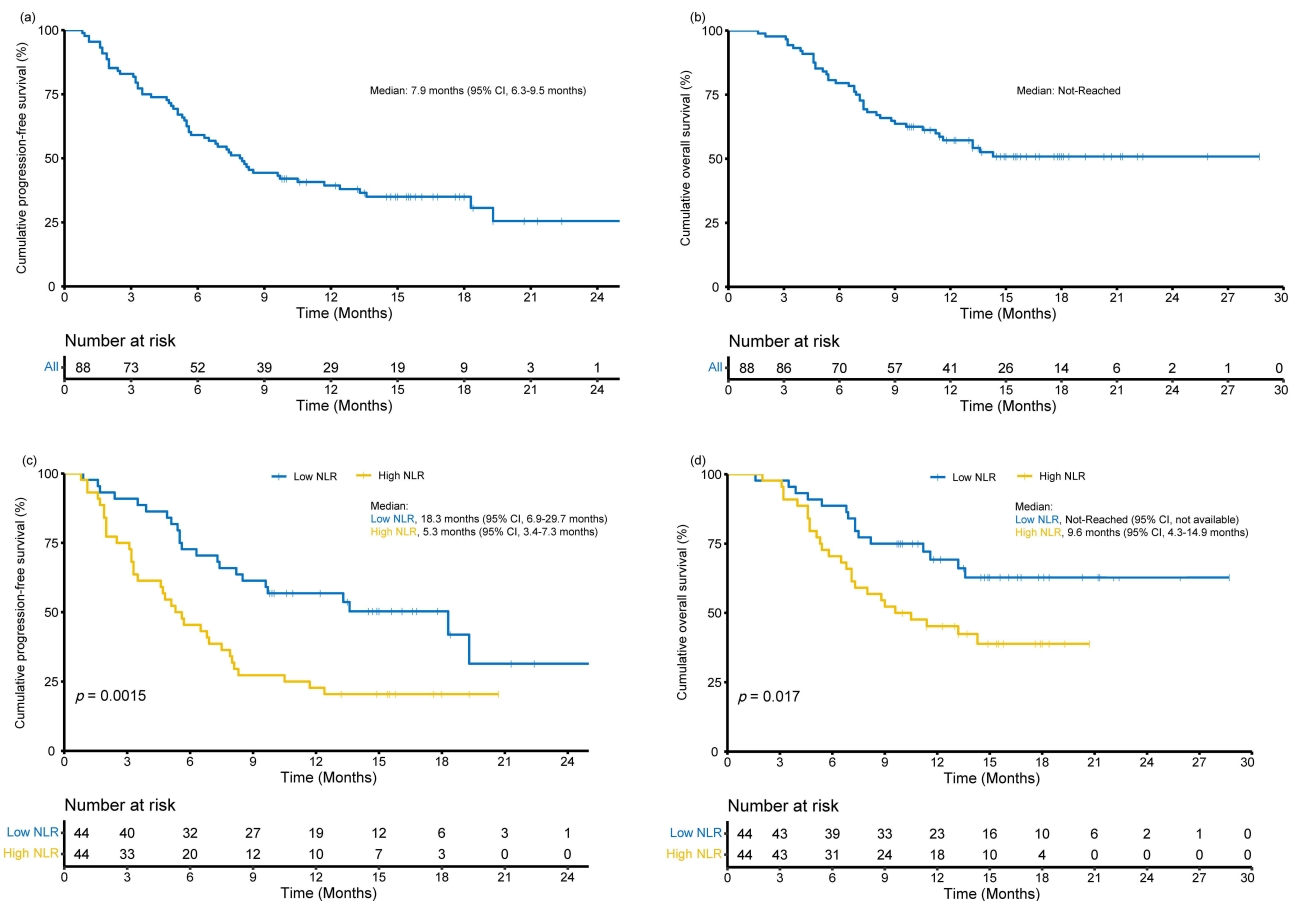 (a)
Cumulative progression-free survival (%)
100
75
50
25
0
Median: 7.9 months (95% CI, 6.3-9.5 months)
0 3 6 9 12 15 18 21 24
Time (Months)
Number at risk
All 88 73 52 39 29 19 9 3 1
0 3 6 9 12 15 18 21 24
Time (Months)
(b)
Cumulative overall survival (%)
100
75
50
25
0
Median: Not-Reached
0 3 6 9 12 15 18 21 24 27 30
Time (Months)
Number at risk
All 88 86 70 57 41 26 14 6 2 1 0
0 3 6 9 12 15 18 21 24 27 30
Time (Months)
(c)
Cumulative progression-free survival (%)
100
75
50
25
0
Low NLR High NLR
Median:
Low NLR, 18.3 months (95% CI, 6.9-29.7 months)
High NLR, 5.3 months (95% CI, 3.4-7.3 months)
p = 0.0015
0 3 6 9 12 15 18 21 24
Time (Months)
Number at risk
Low NLR 44 40 32 27 19 12 6 3 1
High NLR 44 33 20 12 10 7 3 0 0
0 3 6 9 12 15 18 21 24
Time (Months)
(d)
Cumulative overall survival (%)
100
75
50
25
0
Low NLR High NLR
Median:
Low NLR, Not-Reached (95% CI, not available)
High NLR, 9.6 months (95% CI, 4.3-14.9 months)
p = 0.017
0 3 6 9 12 15 18 21 24 27 30
Time (Months)
Number at risk
Low NLR 44 43 39 33 23 16 10 6 2 1 0
High NLR 44 43 31 24 18 10 4 0 0 0 0
0 3 6 9 12 15 18 21 24 27 30
Time (Months)